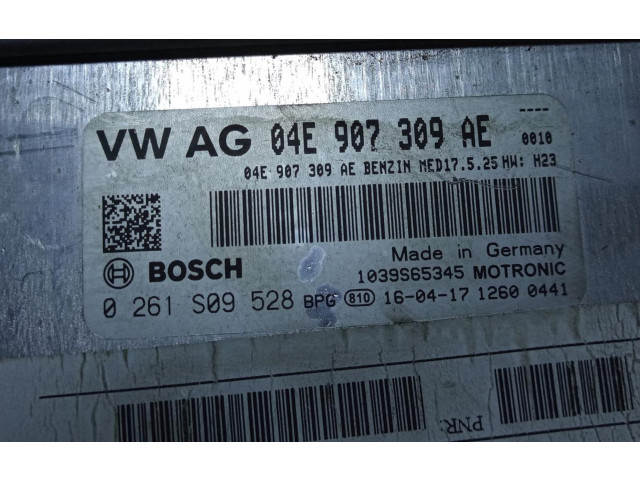 ----
VW AG 04E 907 309 AE 0010
04E 907 309 AE BENZIN MED17.5.25 HW: H23
Made in Germany
BOSCH 1039S65345 MOTRONIC
0 261 S09 528 BPG 810 16-04-17 1260 0441
PNR: